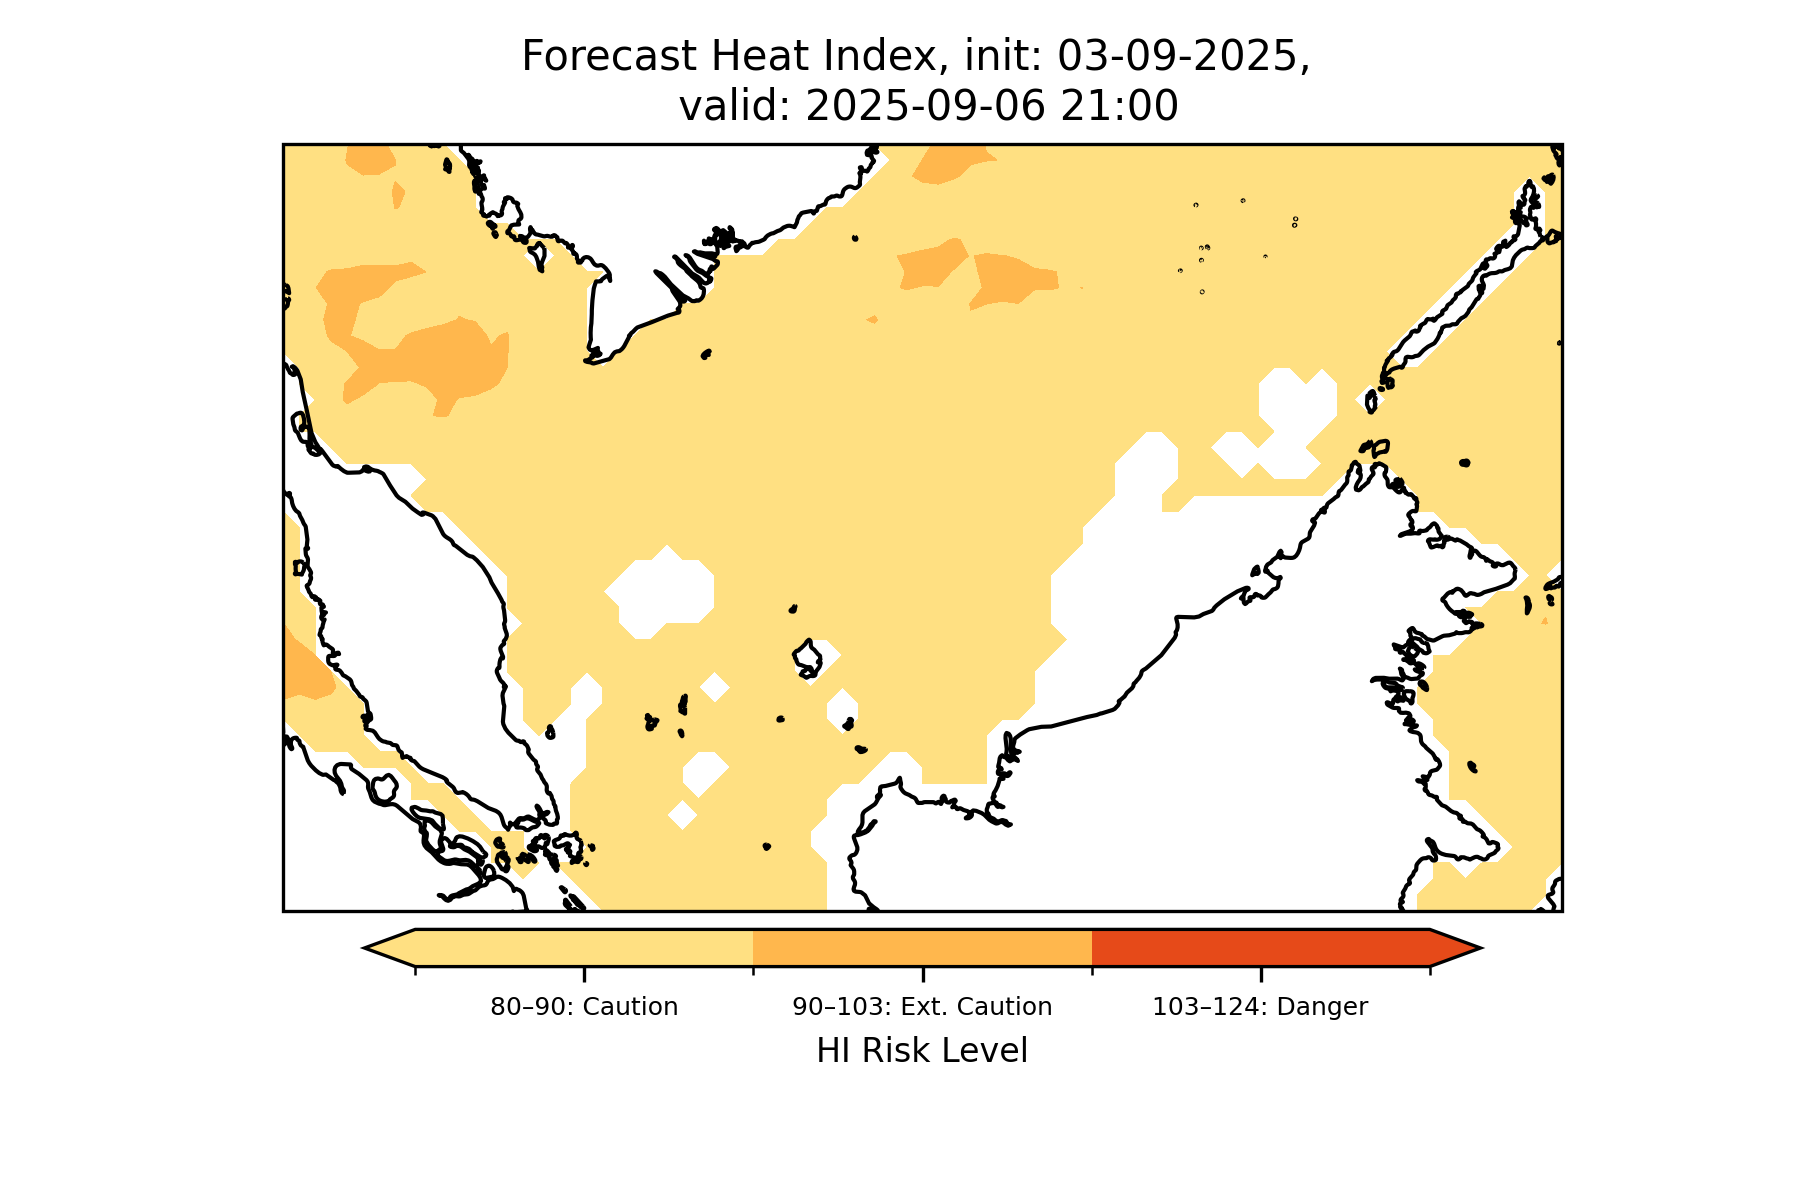 Forecast Heat Index, init: 03-09-2025,
valid: 2025-09-06 21:00
80–90: Caution
90–103: Ext. Caution
103–124: Danger
HI Risk Level